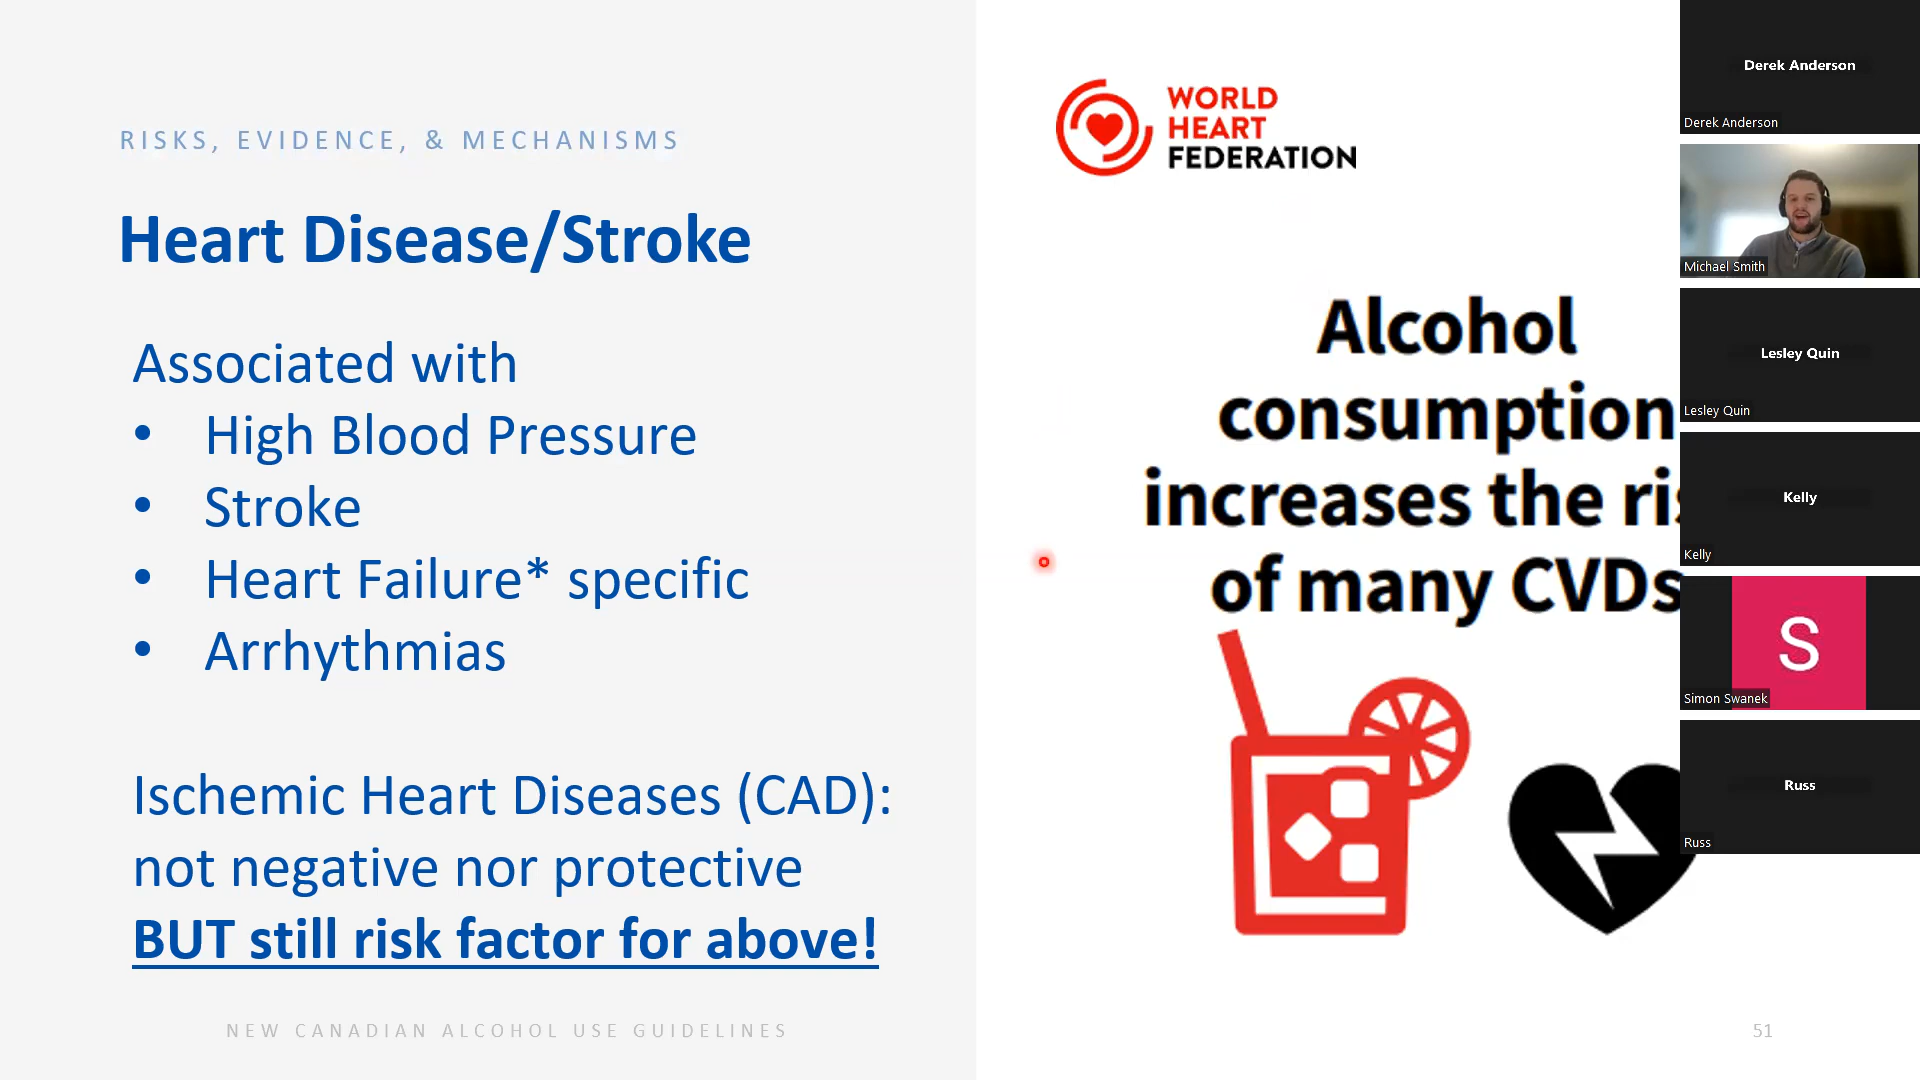 RISKS, EVIDENCE, & MECHANISMS
Heart Disease/Stroke
Associated with
• High Blood Pressure
• Stroke
• Heart Failure* specific
• Arrhythmias
Ischemic Heart Diseases (CAD):
not negative nor protective
BUT still risk factor for above!
NEW CANADIAN ALCOHOL USE GUIDELINES
WORLD
HEART
FEDERATION
Alcohol
consumption
increases the ris
of many CVDs
51
Derek Anderson
Derek Anderson
Michael Smith
Lesley Quin
Lesley Quin
Kelly
Kelly
S
Simon Swanek
Russ
Russ